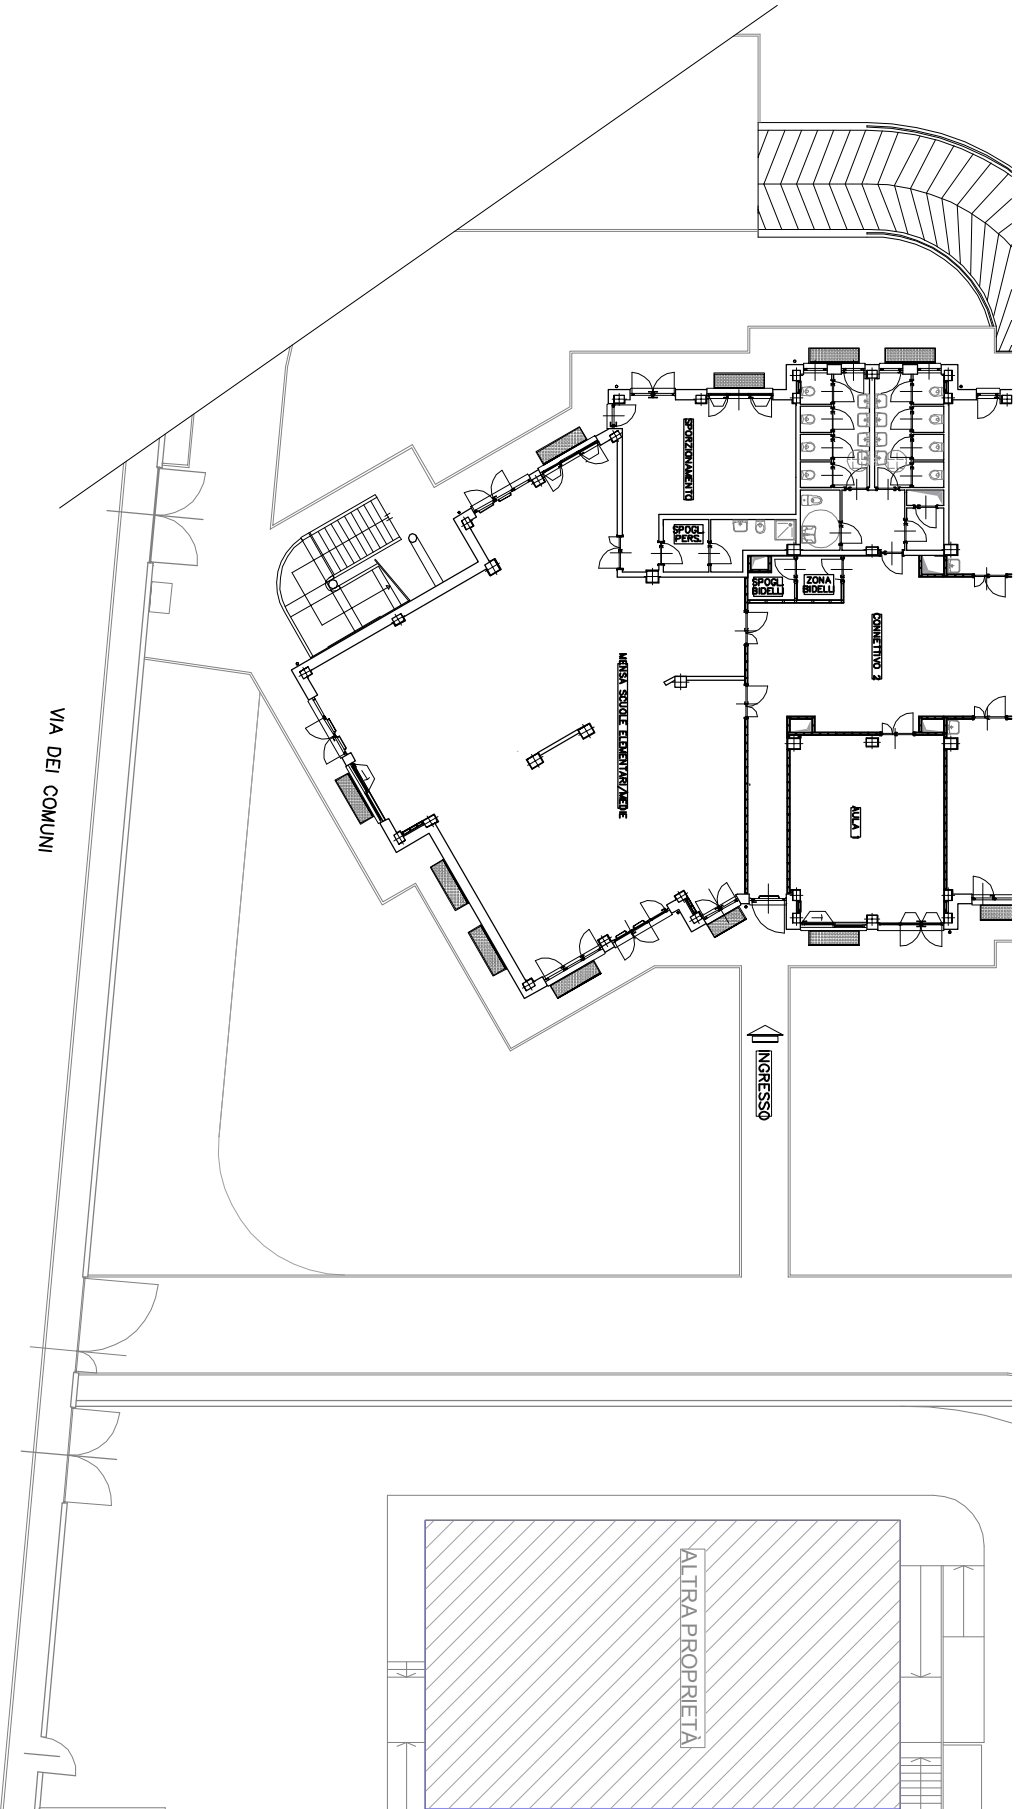 SPORZIONAMENTO
SPOGL.
PERS.
SPOGL.
BIDELLI
ZONA
BIDELLI
CONNETTIVO 2
MENSA SCUOLE ELEMENTARI/MEDIE
VIA DEI COMUNI
AULA 1
INGRESSO
ALTRA PROPRIETÀ